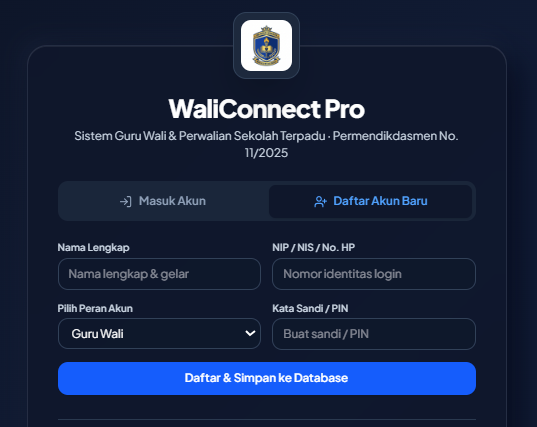 WaliConnect Pro
Sistem Guru Wali & Perwalian Sekolah Terpadu · Permendikdasmen No.
11/2025
Masuk Akun
Daftar Akun Baru
Nama Lengkap
NIP / NIS / No. HP
Nama lengkap & gelar
Nomor identitas login
Pilih Peran Akun
Kata Sandi / PIN
Guru Wali
Buat sandi / PIN
Daftar & Simpan ke Database